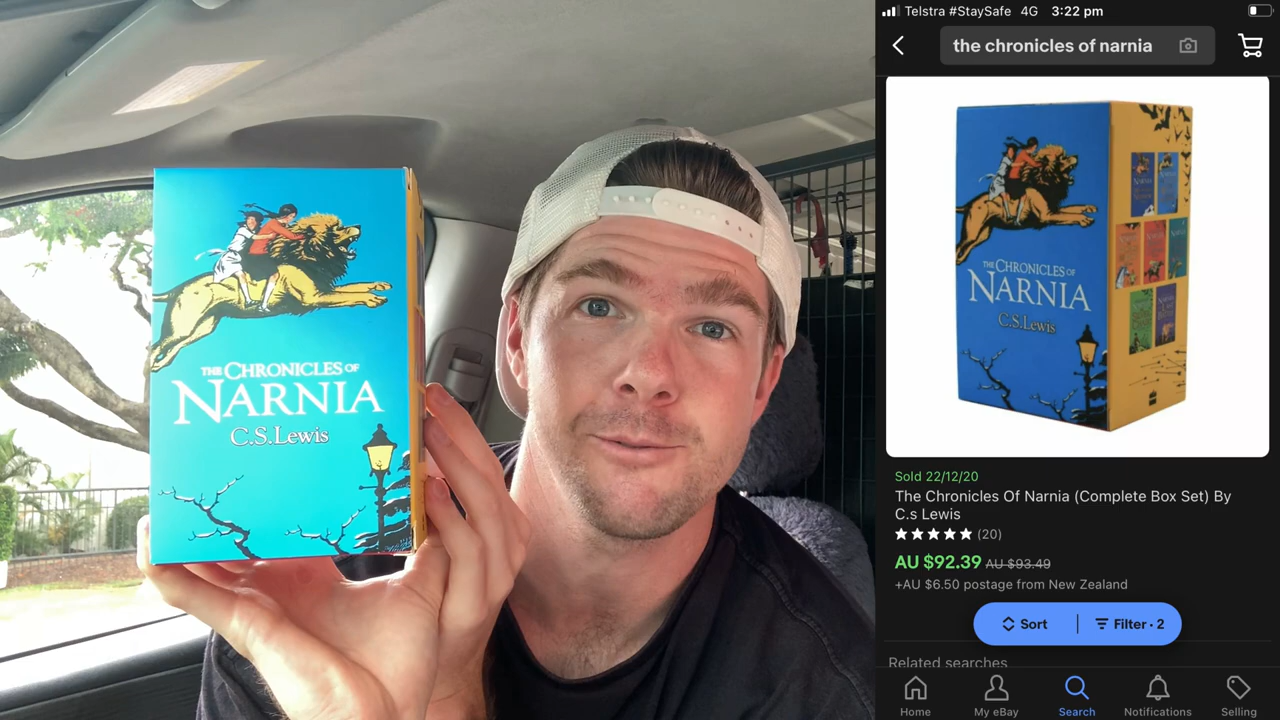 THE CHRONICLES OF
NARNIA
C.S.Lewis
Telstra #StaySafe 4G 3:22 pm
the chronicles of narnia
THE CHRONICLES OF
NARNIA
C.S.Lewis
Sold 22/12/20
The Chronicles Of Narnia (Complete Box Set) By
C.s Lewis
(20)
AU $92.39 AU $93.49
+AU $6.50 postage from New Zealand
Sort Filter · 2
Related searches
Home My eBay Search Notifications Selling